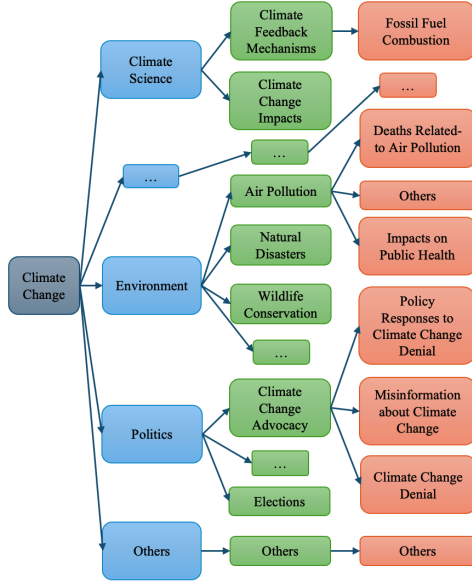 Climate
Change
Climate
Science
...
Environment
Politics
Others
Climate
Feedback
Mechanisms
Climate
Change
Impacts
...
Air Pollution
Natural
Disasters
Wildlife
Conservation
...
Climate
Change
Advocacy
...
Elections
Others
Fossil Fuel
Combustion
...
Deaths Related-
to Air Pollution
Others
Impacts on
Public Health
Policy
Responses to
Climate Change
Denial
Misinformation
about Climate
Change
Climate Change
Denial
Others